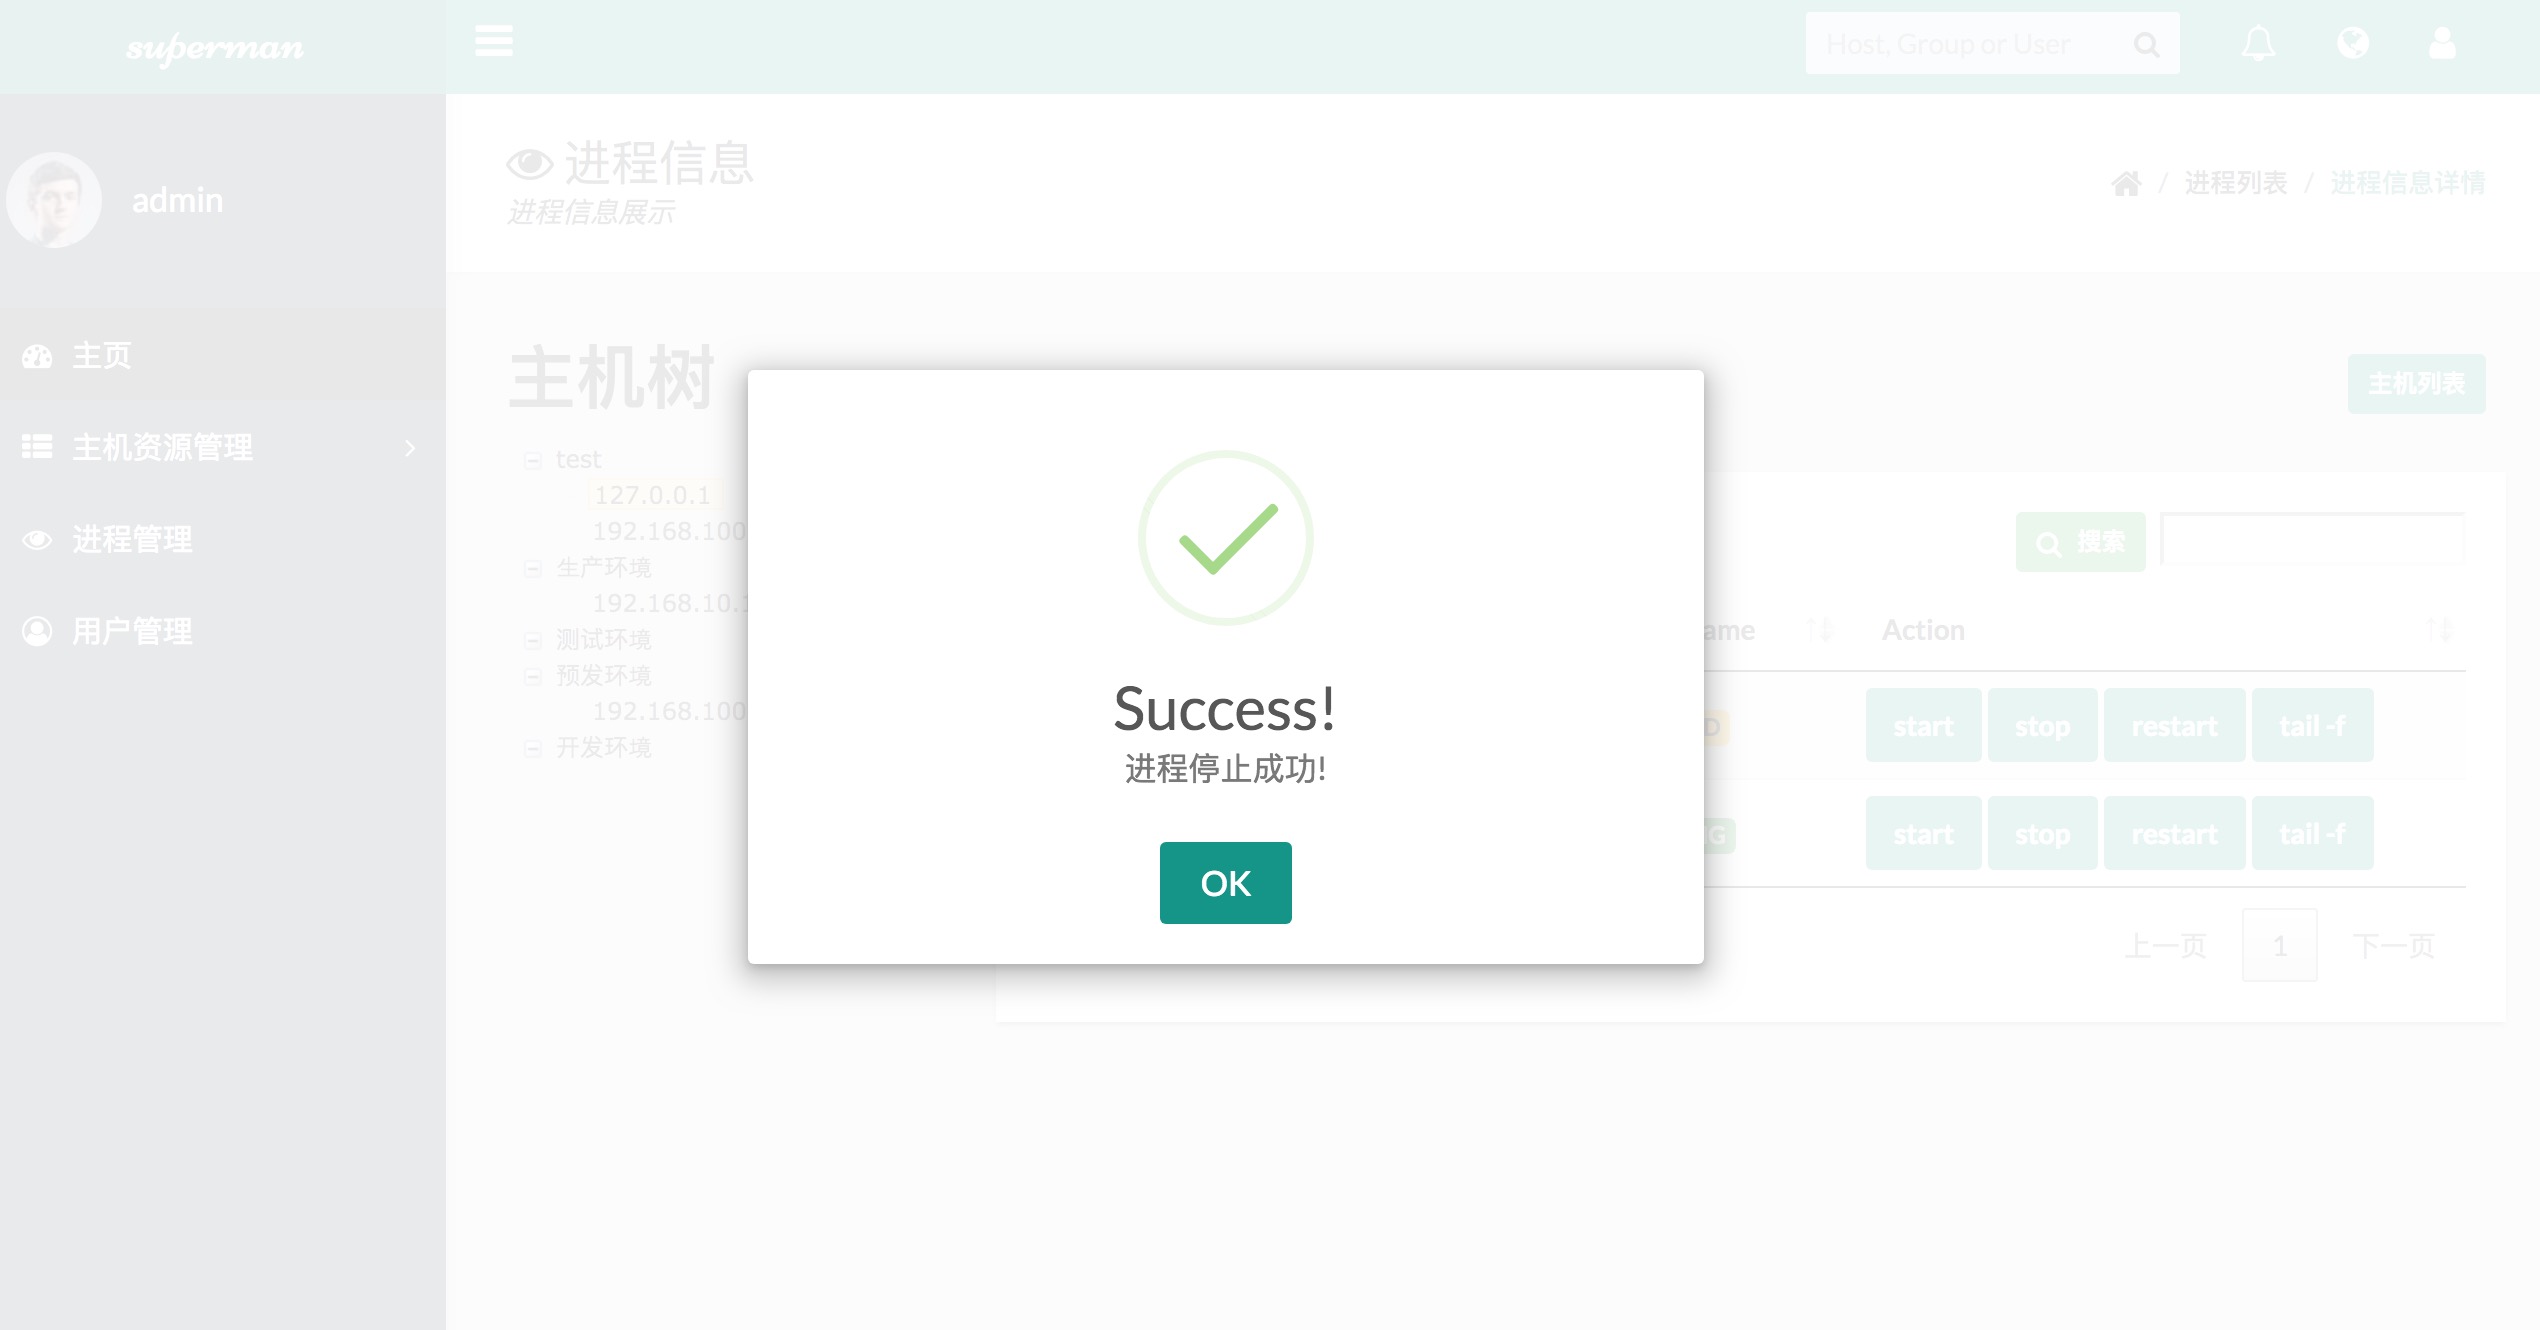 superman
Host, Group or User
admin
进程信息
进程信息展示
/ 进程列表 / 进程信息详情
主页
主机资源管理
进程管理
用户管理
主机树
主机列表
test
127.0.0.1
192.168.100
生产环境
192.168.10.1
测试环境
预发环境
192.168.100
开发环境
搜索
ame Action
D start stop restart tail -f
G start stop restart tail -f
上一页 1 下一页
Success!
进程停止成功!
OK